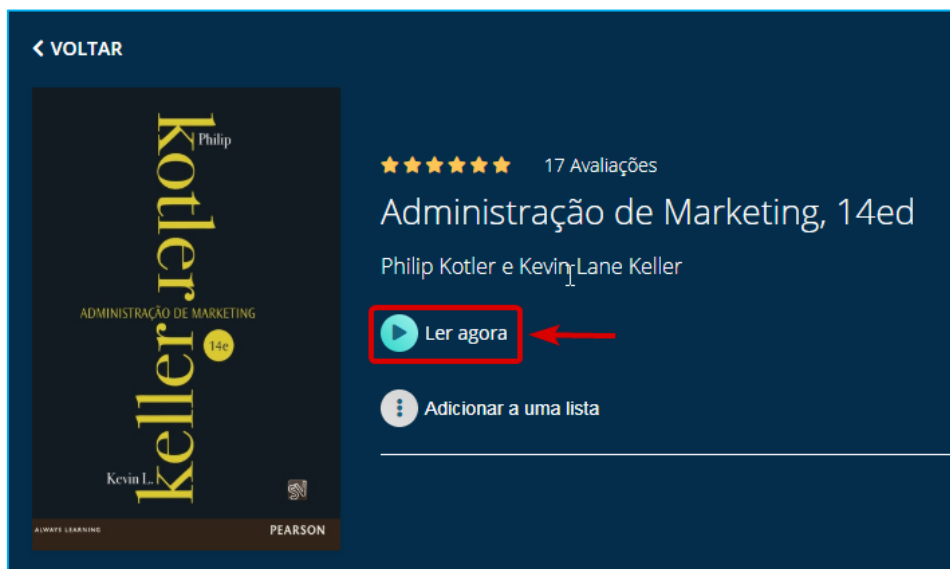 VOLTAR
Philip
kotler
keller
ADMINISTRAÇÃO DE MARKETING
14e
Kevin L.
ALWAYS LEARNING
PEARSON
17 Avaliações
Administração de Marketing, 14ed
Philip Kotler e Kevin Lane Keller
Ler agora
Adicionar a uma lista